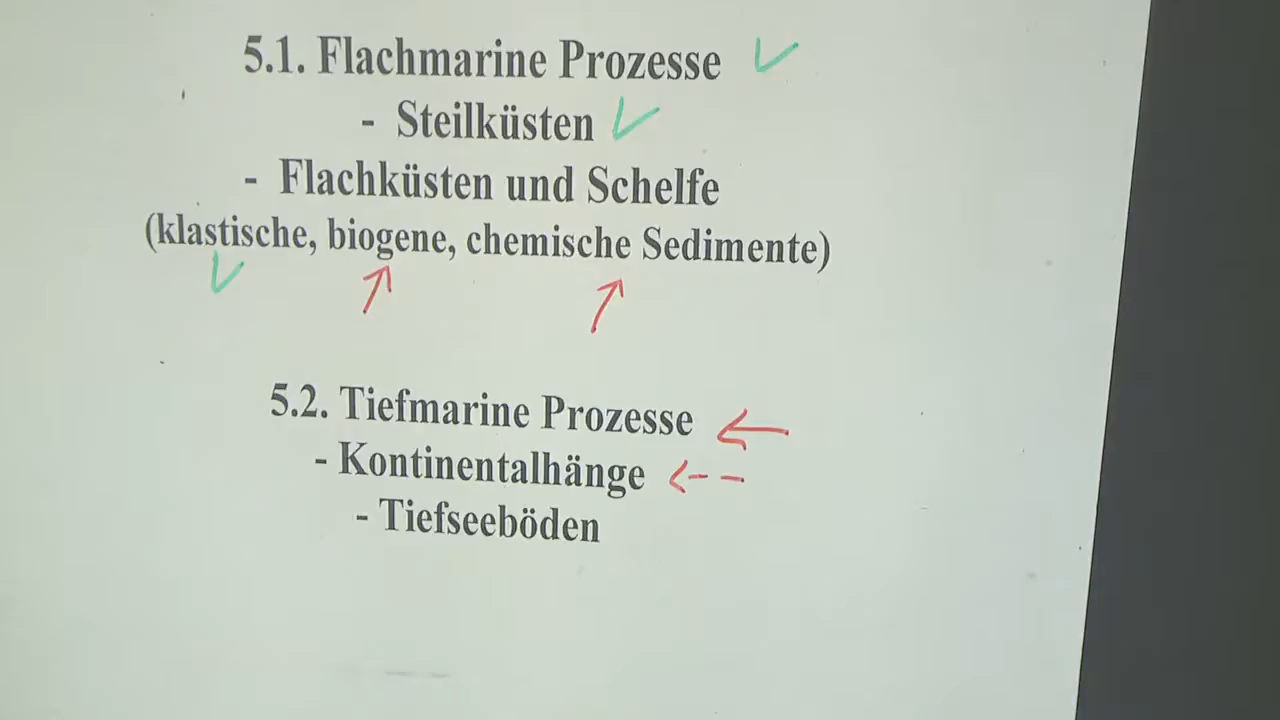 5.1. Flachmarine Prozesse
- Steilküsten
- Flachküsten und Schelfe
(klastische, biogene, chemische Sedimente)
5.2. Tiefmarine Prozesse
- Kontinentalhänge
- Tiefseeböden